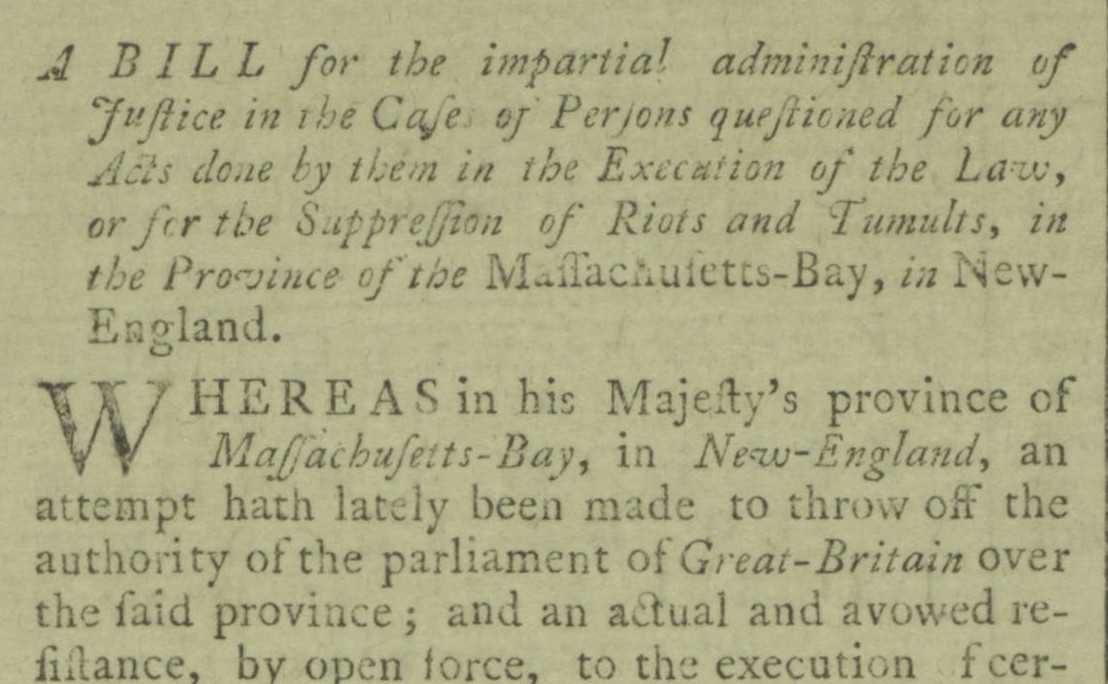 A BILL for the impartial adminiſtration of
Juſtice in the Caſes of Perſons queſtioned for any
Acts done by them in the Execution of the Law,
or for the Suppreſſion of Riots and Tumults, in
the Province of the Maſſachuſetts-Bay, in New-
England.
WHEREAS in his Majeſty's province of
Maſſachuſetts-Bay, in New-England, an
attempt hath lately been made to throw off the
authority of the parliament of Great-Britain over
the ſaid province; and an actual and avowed re-
ſiſtance, by open force, to the execution f cer-